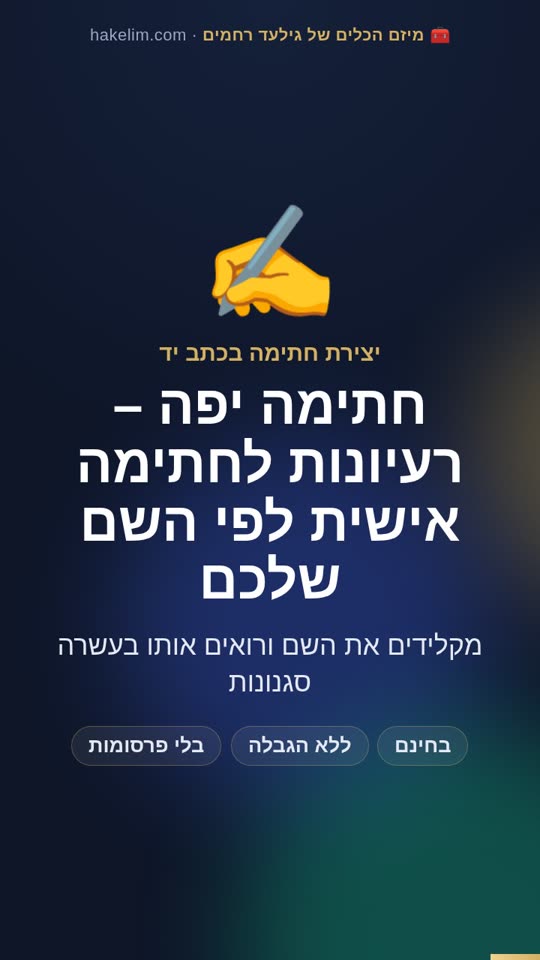 🧰 מיזם הכלים של גילעד רחמים · hakelim.com
יצירת חתימה בכתב יד
חתימה יפה –
רעיונות לחתימה
אישית לפי השם
שלכם
מקלידים את השם ורואים אותו בעשרה
סגנונות
בחינם
ללא הגבלה
בלי פרסומות